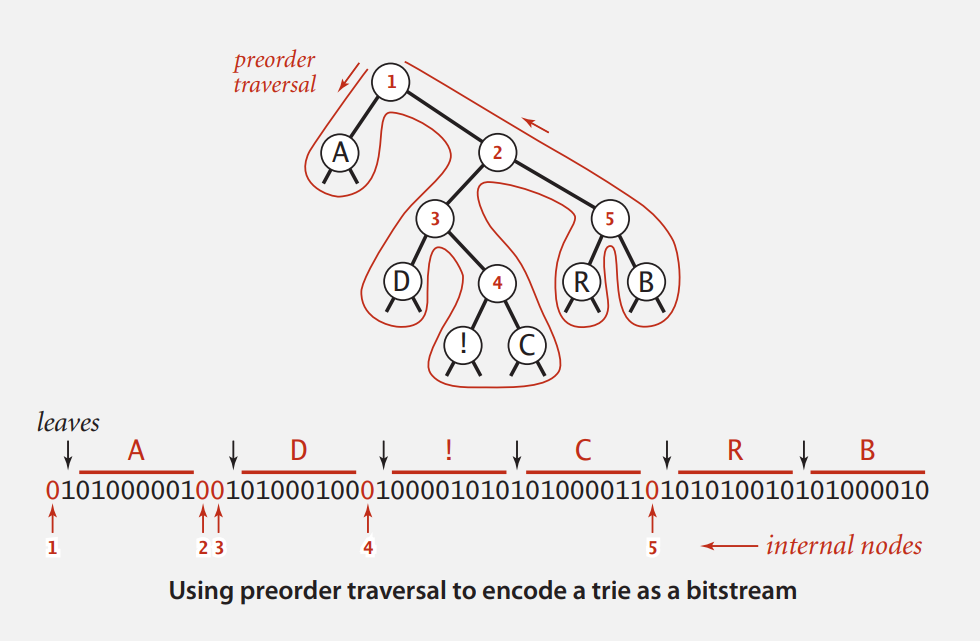 preorder
traversal
1
A
2
3
5
D
4
R
B
!
C
leaves
A D ! C R B
01010000010010100010001000010101010000110101010010101000010
1 2 3 4 5 internal nodes
Using preorder traversal to encode a trie as a bitstream